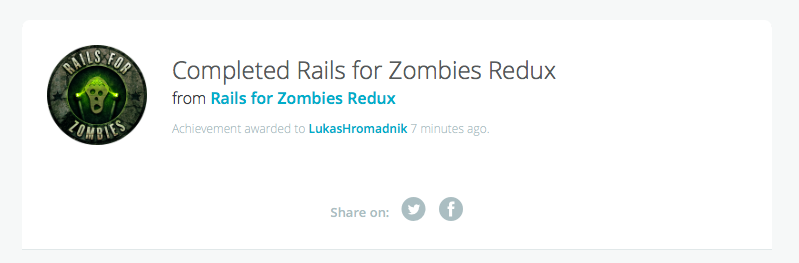 RAILS FOR
ZOMBIES
Completed Rails for Zombies Redux
from Rails for Zombies Redux
Achievement awarded to LukasHromadnik 7 minutes ago.
Share on: